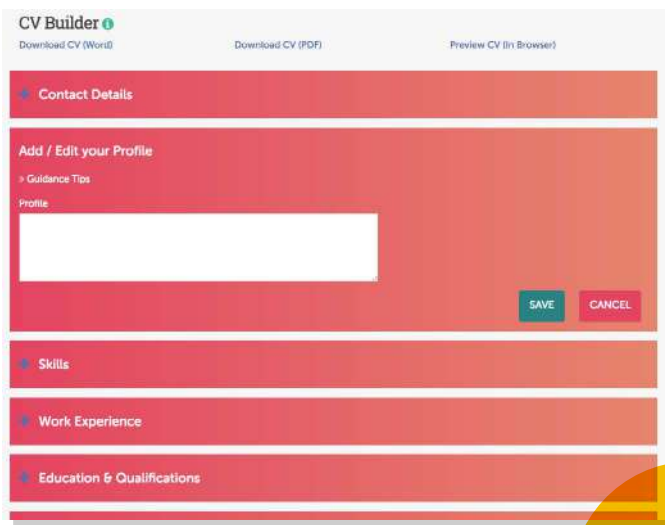 CV Builder
Download CV (Word) Download CV (PDF) Preview CV (In Browser)
Contact Details
Add / Edit your Profile
» Guidance Tips
Profile
SAVE CANCEL
Skills
Work Experience
Education & Qualifications